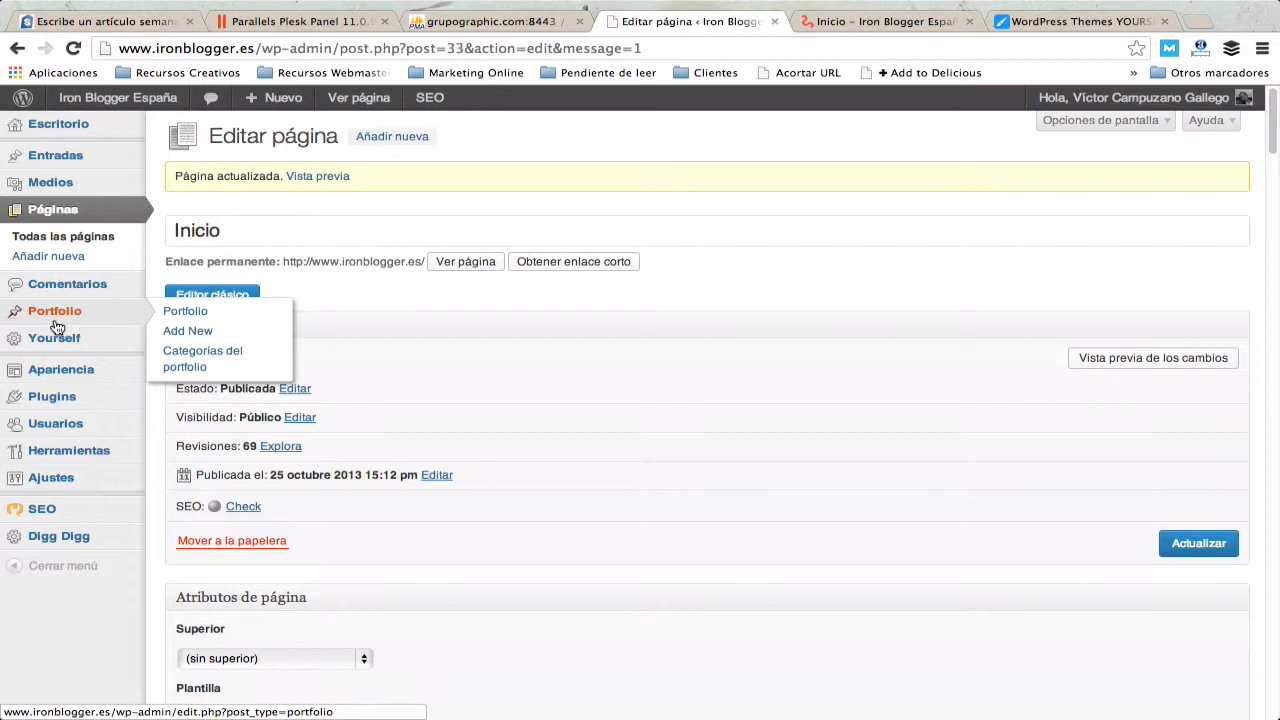 Escribe un artículo semana
Parallels Plesk Panel 11.0.9
grupographic.com:8443 /
Editar página ‹ Iron Blogge
Inicio — Iron Blogger Españ
WordPress Themes YOURS
www.ironblogger.es/wp-admin/post.php?post=33&action=edit&message=1
Aplicaciones
Recursos Creativos
Recursos Webmaste
Marketing Online
Pendiente de leer
Clientes
Acortar URL
+ Add to Delicious
»
Otros marcadores
Iron Blogger España
+ Nuevo
Ver página
SEO
Hola, Víctor Campuzano Gallego
Escritorio
Entradas
Medios
Páginas
Todas las páginas
Añadir nueva
Comentarios
Portfolio
Yourself
Apariencia
Plugins
Usuarios
Herramientas
Ajustes
SEO
Digg Digg
Cerrar menú
Portfolio
Add New
Categorías del
portfolio
Opciones de pantalla
Ayuda
Editar página
Añadir nueva
Página actualizada. Vista previa
Inicio
Enlace permanente: http://www.ironblogger.es/
Ver página
Obtener enlace corto
Editor clásico
Vista previa de los cambios
Estado: Publicada Editar
Visibilidad: Público Editar
Revisiones: 69 Explora
Publicada el: 25 octubre 2013 15:12 pm Editar
SEO: Check
Mover a la papelera
Actualizar
Atributos de página
Superior
(sin superior)
Plantilla
www.ironblogger.es/wp-admin/edit.php?post_type=portfolio